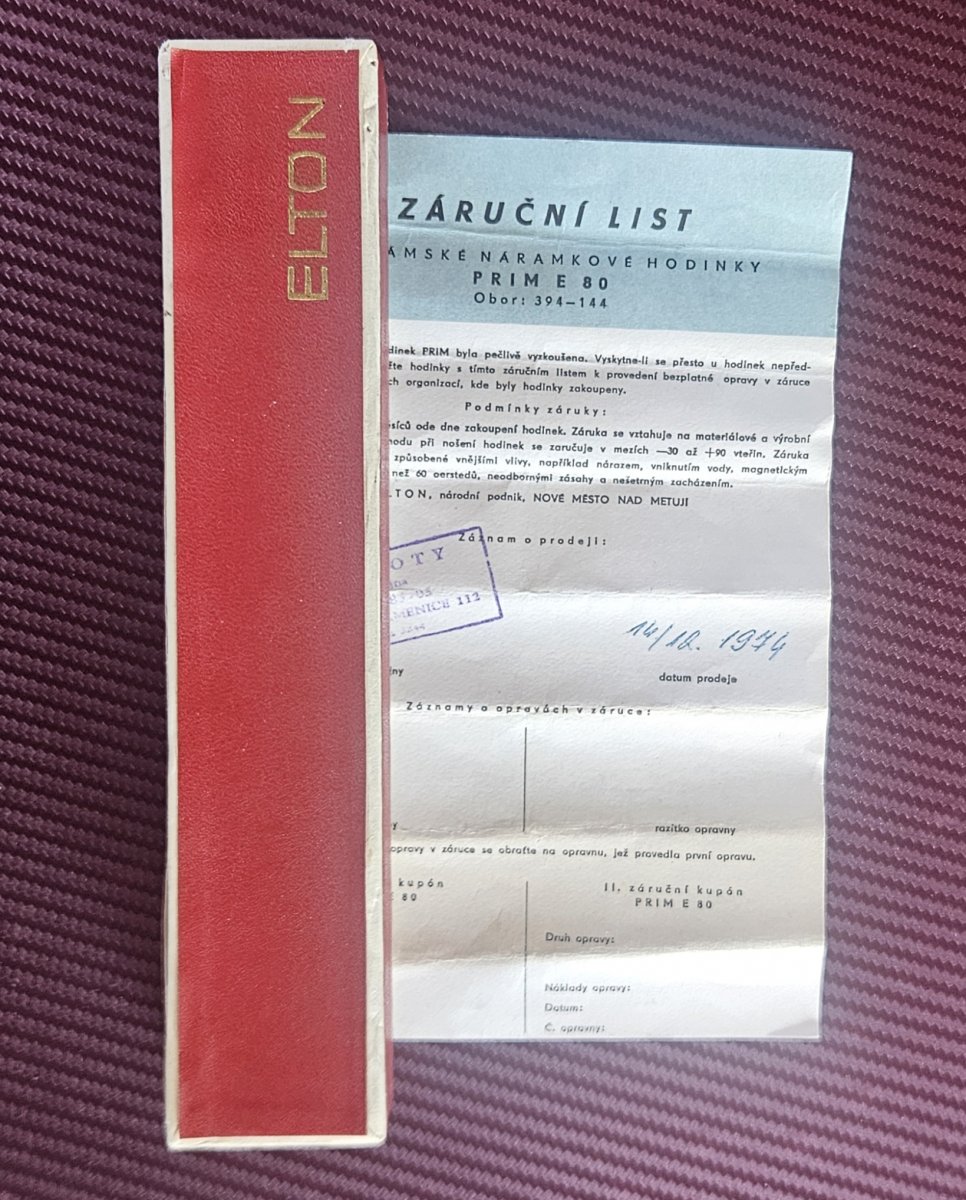 ELTON
ZÁRUČNÍ LIST
ÁMSKÉ NÁRAMKOVÉ HODINKY
PRIM E 80
Obor: 394—144
dinek PRIM byla pečlivě vyzkoušena. Vyskytne-li se přesto u hodinek nepřed-
žte hodinky s tímto záručním listem k provedení bezplatné opravy v záruce
ch organizací, kde byly hodinky zakoupeny.
Podmínky záruky:
síců ode dne zakoupení hodinek. Záruka se vztahuje na materiálové a výrobní
hodu při nošení hodinek se zaručuje v mezích —30 až +90 vteřin. Záruka
způsobené vnějšími vlivy, například nárazem, vniknutím vody, magnetickým
než 60 oerstedů, neodbornými zásahy a nešetrným zacházením.
LTON, národní podnik, NOVÉ MĚSTO NAD METUJÍ
Záznam o prodeji:
OTY
MENICE 112
14/12. 1974
ny
datum prodeje
Záznamy o opravách v záruce:
y
razítko opravny
opravy v záruce se obraťte na opravnu, jež provedla první opravu.
kupón
80
II. záruční kupón
PRIM E 80
Druh opravy:
Náklady opravy:
Datum:
Č. opravny: